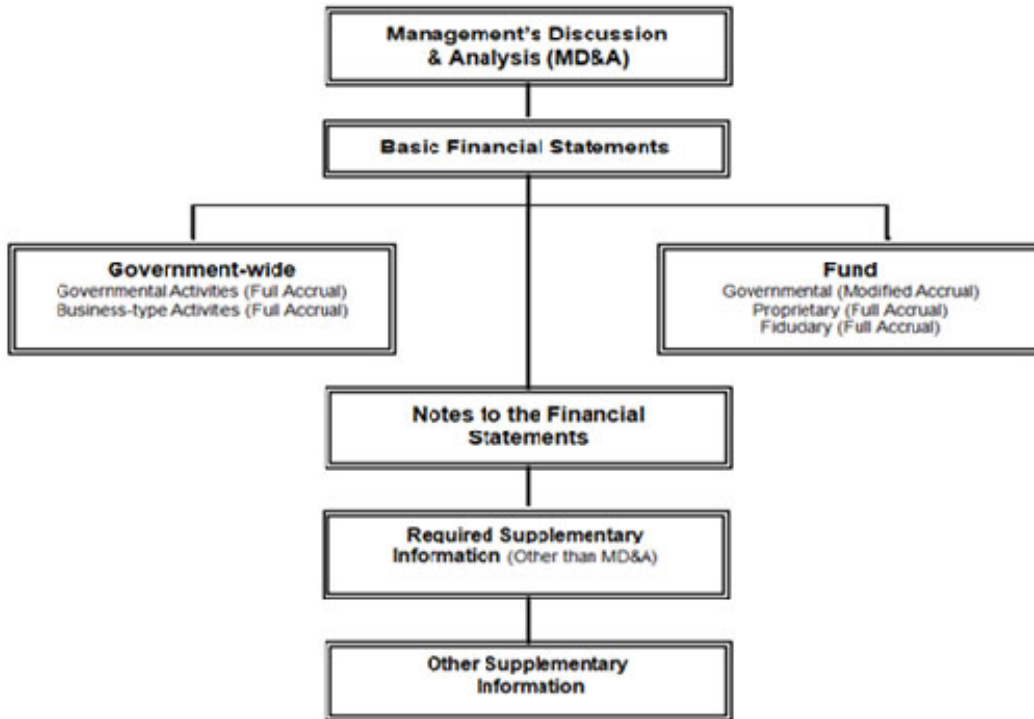 Management's Discussion
& Analysis (MD&A)
Basic Financial Statements
Government-wide
Governmental Activities (Full Accrual)
Business-type Activities (Full Accrual)
Fund
Governmental (Modified Accrual)
Proprietary (Full Accrual)
Fiduciary (Full Accrual)
Notes to the Financial
Statements
Required Supplementary
Information (Other than MD&A)
Other Supplementary
Information